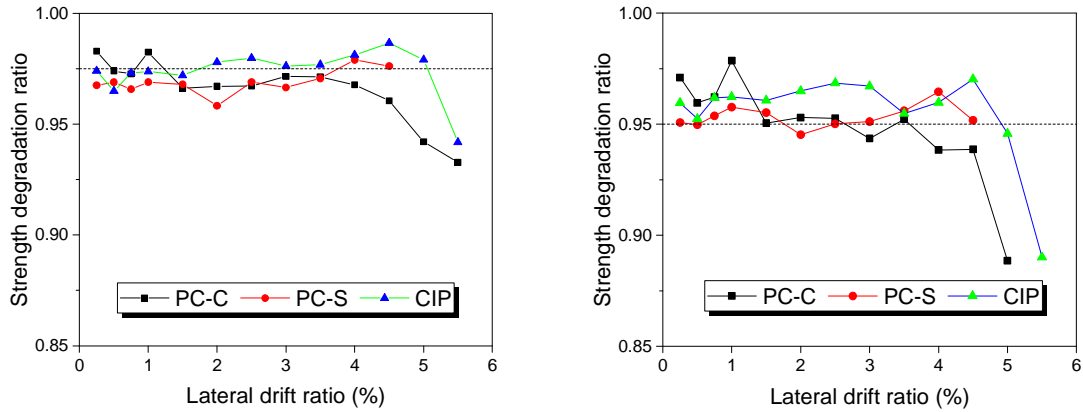 Strength degradation ratio
1.00
0.95
0.90
0.85
PC-C PC-S CIP
0 1 2 3 4 5 6
Lateral drift ratio (%)
Strength degradation ratio
1.00
0.95
0.90
0.85
PC-C PC-S CIP
0 1 2 3 4 5 6
Lateral drift ratio (%)